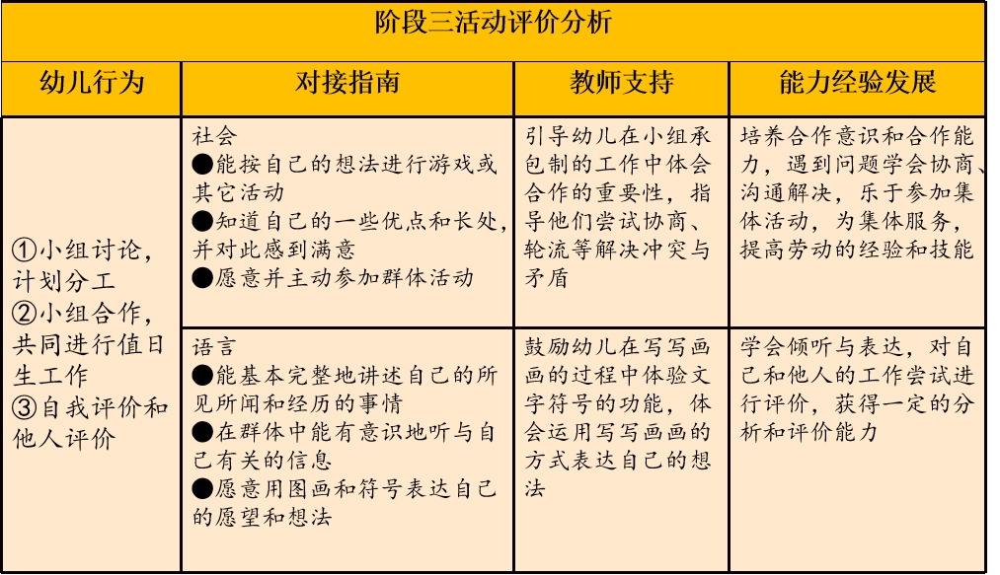 阶段三活动评价分析
幼儿行为
对接指南
教师支持
能力经验发展
①小组讨论，
计划分工
②小组合作，
共同进行值日
生工作
③自我评价和
他人评价
社会
●能按自己的想法进行游戏或
其它活动
●知道自己的一些优点和长处，
并对此感到满意
●愿意并主动参加群体活动
引导幼儿在小组承
包制的工作中体会
合作的重要性，指
导他们尝试协商、
轮流等解决冲突与
矛盾
培养合作意识和合作能
力，遇到问题学会协商、
沟通解决，乐于参加集
体活动，为集体服务，
提高劳动的经验和技能
语言
●能基本完整地讲述自己的所
见所闻和经历的事情
●在群体中能有意识地听与自
己有关的信息
●愿意用图画和符号表达自己
的愿望和想法
鼓励幼儿在写写画
画的过程中体验文
字符号的功能，体
会运用写写画画的
方式表达自己的想
法
学会倾听与表达，对自
己和他人的工作尝试进
行评价，获得一定的分
析和评价能力